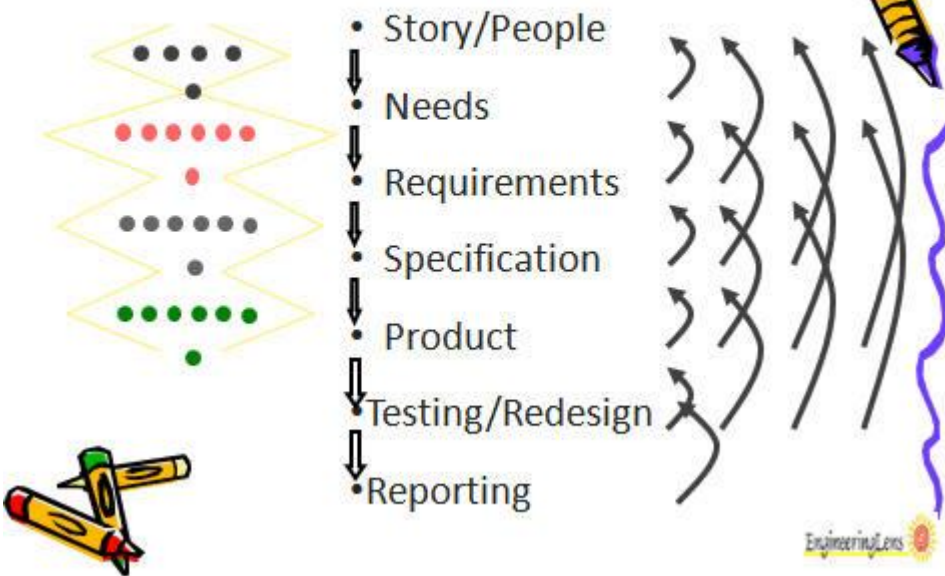 • Story/People
• Needs
• Requirements
• Specification
• Product
•Testing/Redesign
•Reporting
EngineeringLens